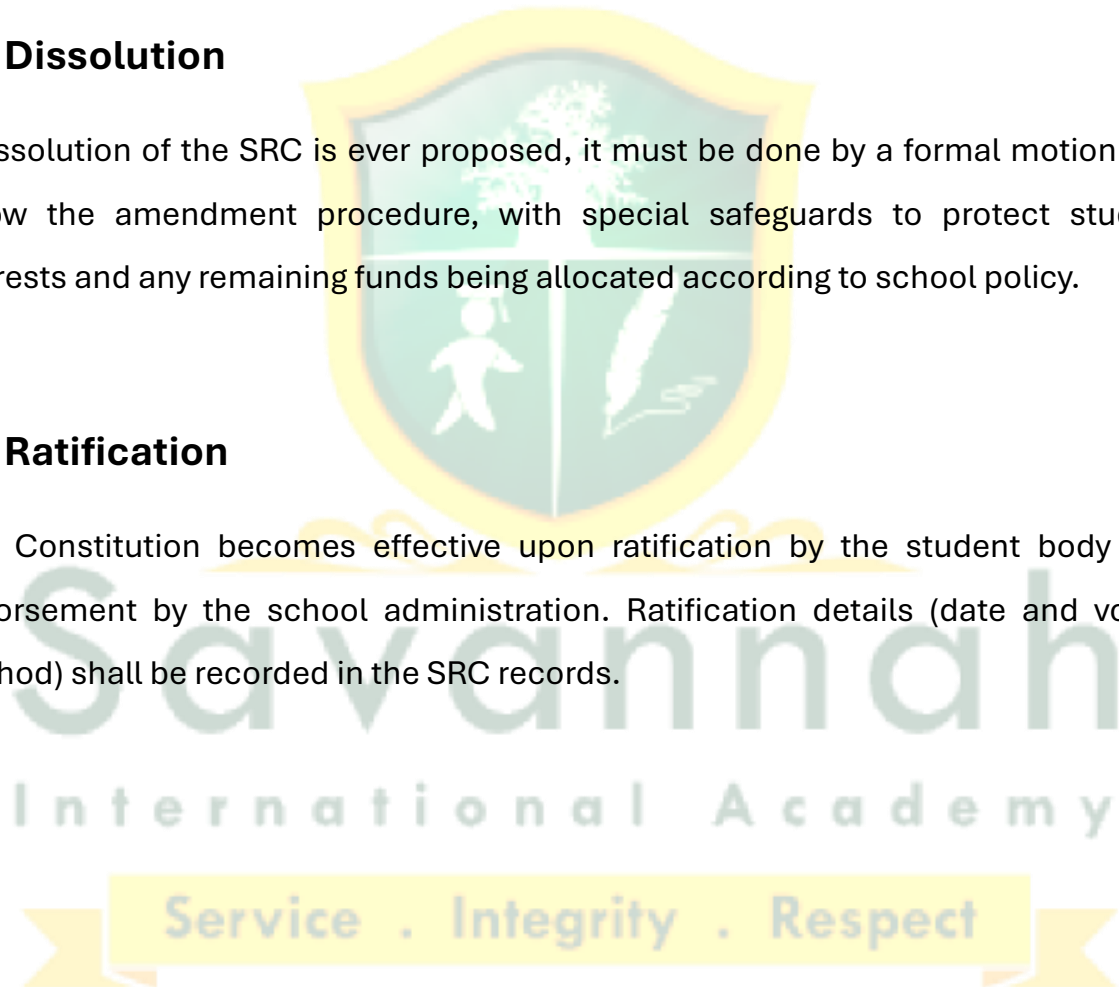 Dissolution
ssolution of the SRC is ever proposed, it must be done by a formal motion
ow the amendment procedure, with special safeguards to protect stu
rests and any remaining funds being allocated according to school policy.
Ratification
Constitution becomes effective upon ratification by the student body
orsement by the school administration. Ratification details (date and vo
hod) shall be recorded in the SRC records.
Savannah
International Academy
Service . Integrity . Respect